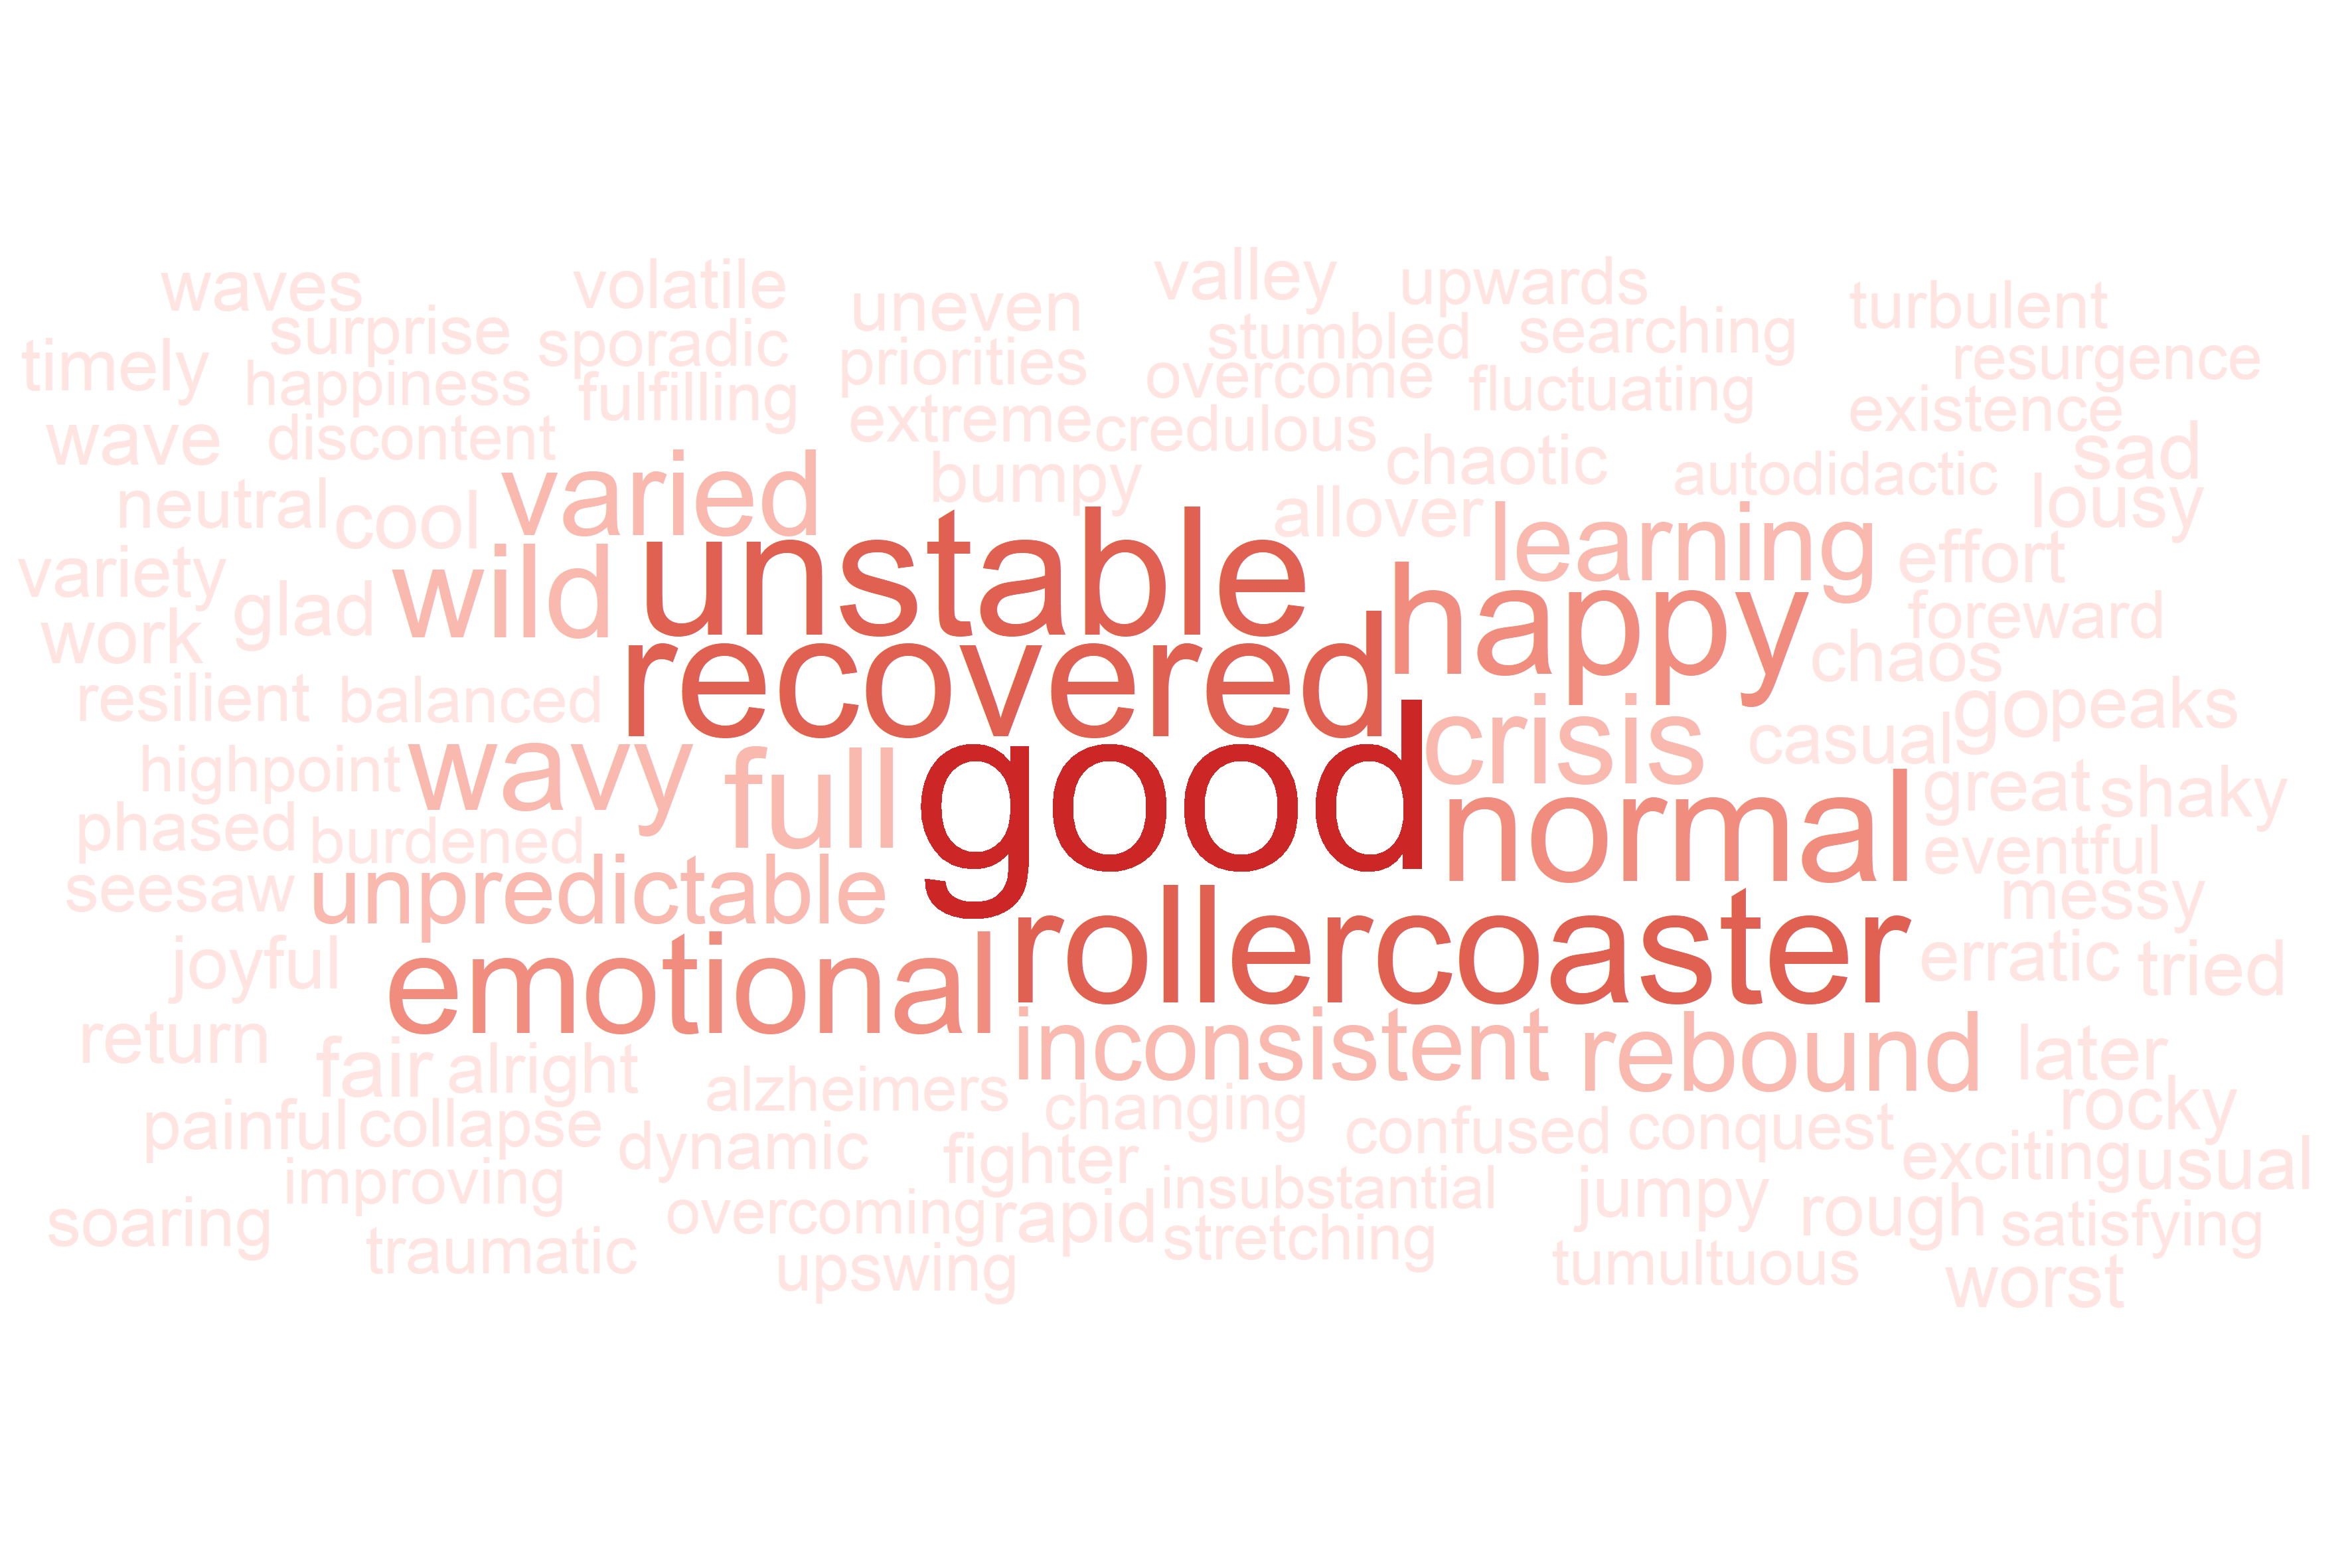 waves
volatile
uneven
valley
upwards
turbulent
timely
surprise
sporadic
priorities
stumbled
searching
resurgence
happiness
fulfilling
overcome
fluctuating
existence
wave
discontent
extreme
credulous
sad
neutral
cool
varied
bumpy
chaotic
allover
autodidactic
lousy
variety
glad
wild
unstable
learning
effort
work
recovered
happy
foreward
chaos
resilient
balanced
crisis
casual
go
peaks
highpoint
wavy
full
good
normal
great
shaky
phased
burdened
eventful
seesaw
unpredictable
messy
joyful
emotional
rollercoaster
erratic
tried
return
fair
alright
inconsistent
rebound
later
alzheimers
changing
rocky
painful
collapse
dynamic
fighter
confused
conquest
exciting
usual
improving
insubstantial
jumpy
rough
satisfying
soaring
overcoming
rapid
stretching
traumatic
upswing
tumultuous
worst